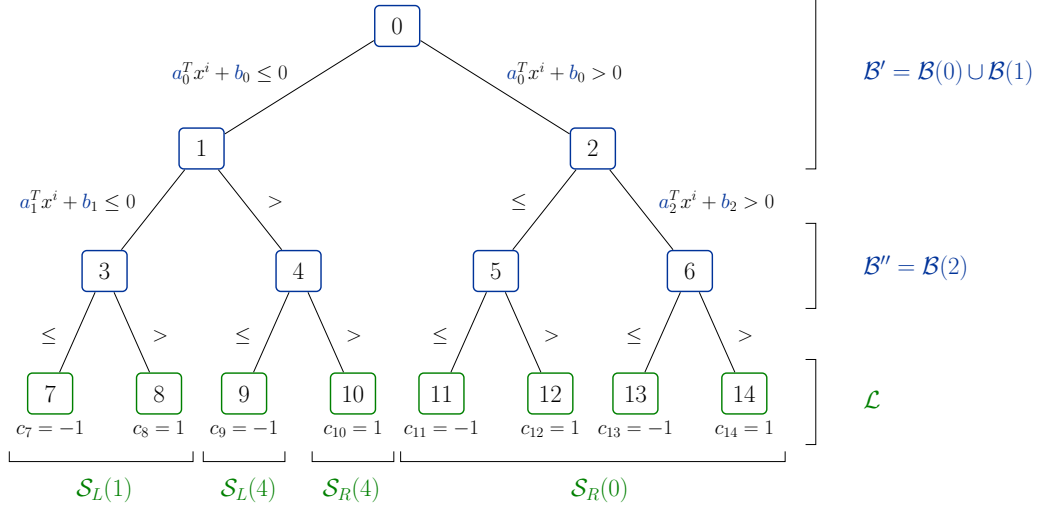 0
a_0^T x^i + b_0 ≤ 0
a_0^T x^i + b_0 > 0
ℬ′ = ℬ(0) ∪ ℬ(1)
1
2
a_1^T x^i + b_1 ≤ 0
>
≤
a_2^T x^i + b_2 > 0
3
4
5
6
ℬ″ = ℬ(2)
≤
>
≤
>
≤
>
≤
>
7
8
9
10
11
12
13
14
ℒ
c_7 = −1
c_8 = 1
c_9 = −1
c_10 = 1
c_11 = −1
c_12 = 1
c_13 = −1
c_14 = 1
𝒮_L(1)
𝒮_L(4)
𝒮_R(4)
𝒮_R(0)